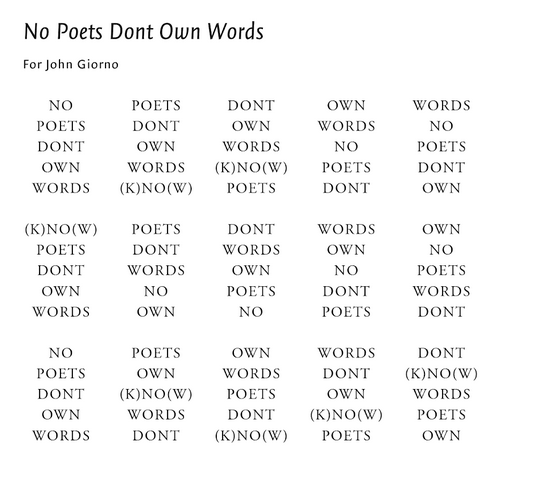 No Poets Dont Own Words
For John Giorno
NO POETS DONT OWN WORDS
POETS DONT OWN WORDS NO
DONT OWN WORDS NO POETS
OWN WORDS (K)NO(W) POETS DONT
WORDS (K)NO(W) POETS DONT OWN
(K)NO(W) POETS DONT WORDS OWN
POETS DONT WORDS OWN NO
DONT WORDS OWN NO POETS
OWN NO POETS DONT WORDS
WORDS OWN NO POETS DONT
NO POETS OWN WORDS DONT
POETS OWN WORDS DONT (K)NO(W)
DONT (K)NO(W) POETS OWN WORDS
OWN WORDS DONT (K)NO(W) POETS
WORDS DONT (K)NO(W) POETS OWN